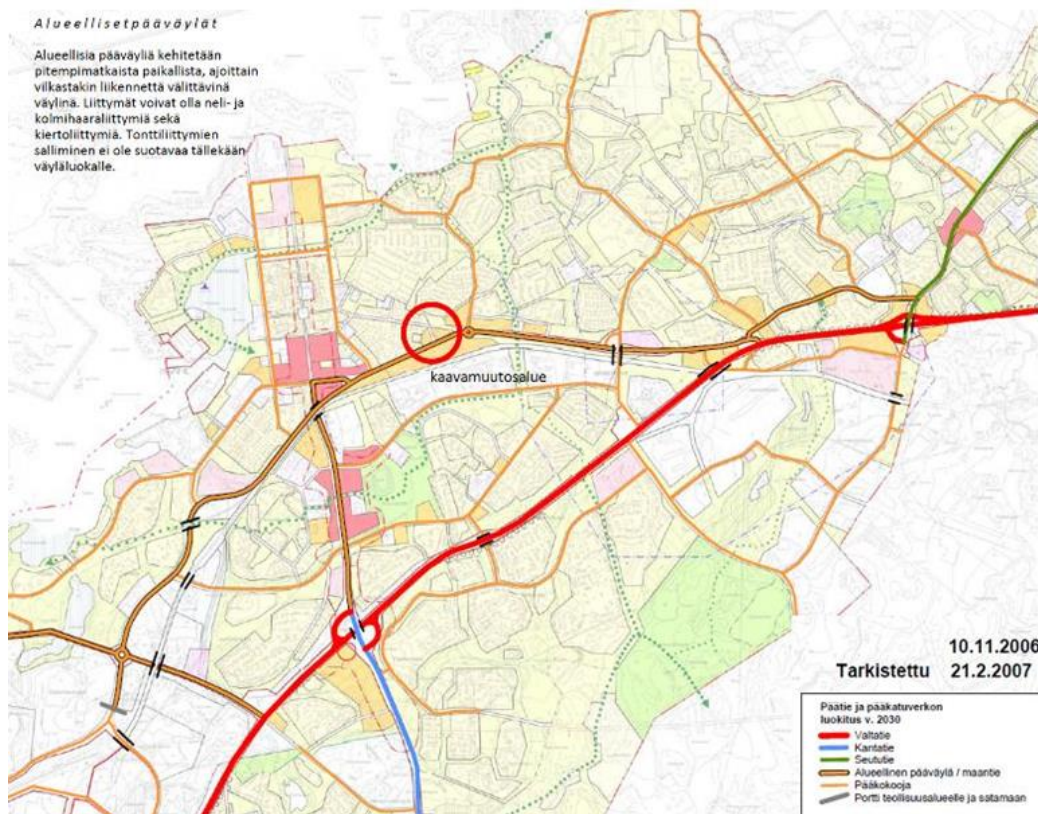 Alueellisetpääväylät
Alueellisia pääväyliä kehitetään
pitempimatkaista paikallista, ajoittain
vilkastakin liikennettä välittävinä
väylinä. Liittymät voivat olla neli- ja
kolmihaaraliittymiä sekä
kiertoliittymiä. Tonttiliittymien
salliminen ei ole suotavaa tällekään
väyläluokalle.
kaavamuutosalue
10.11.2006
Tarkistettu 21.2.2007
Päätie ja pääkatuverkon
luokitus v. 2030
Valtatie
Kantatie
Seututie
Alueellinen pääväylä / maantie
Pääkokooja
Portti teollisuusalueelle ja satamaan